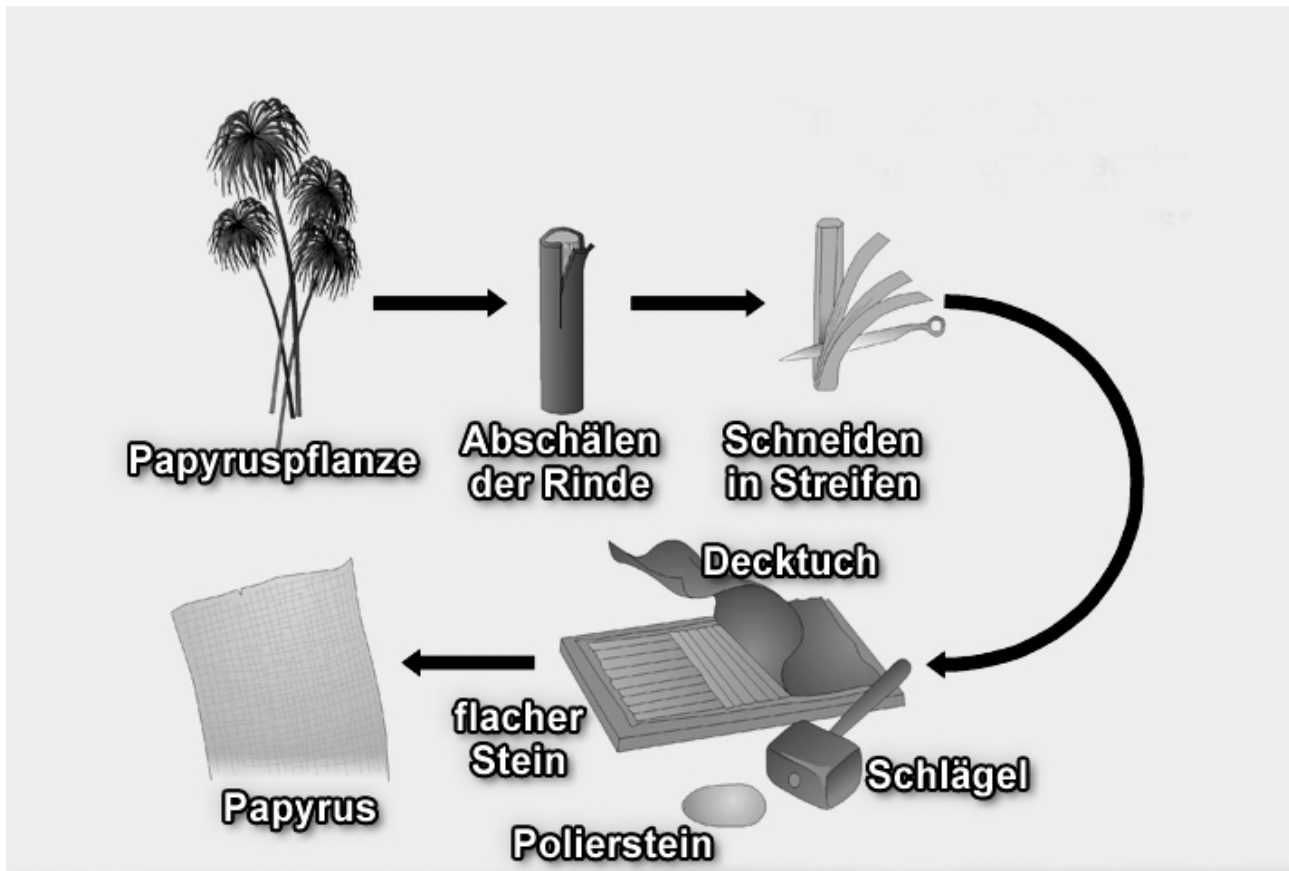 Papyruspflanze
Abschälen
der Rinde
Schneiden
in Streifen
Decktuch
flacher
Stein
Schlägel
Papyrus
Polierstein